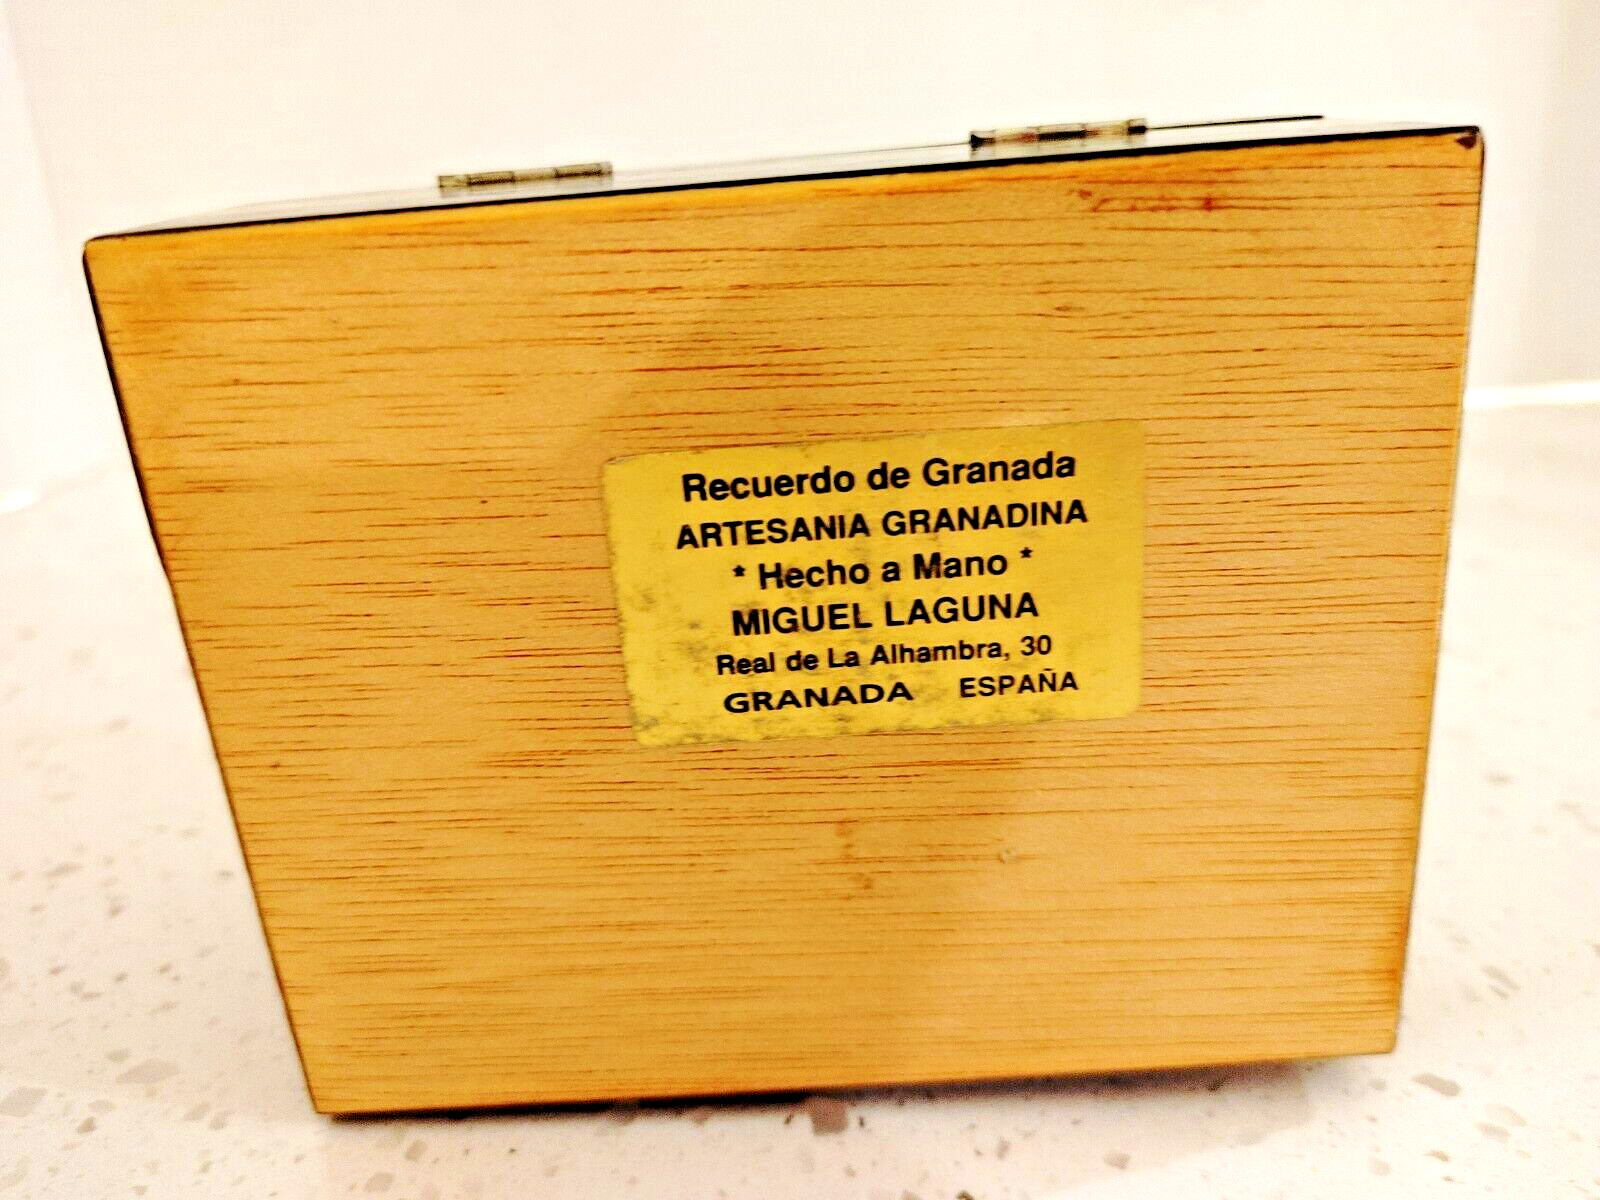 Recuerdo de Granada
ARTESANIA GRANADINA
* Hecho a Mano *
MIGUEL LAGUNA
Real de La Alhambra, 30
GRANADA ESPAÑA